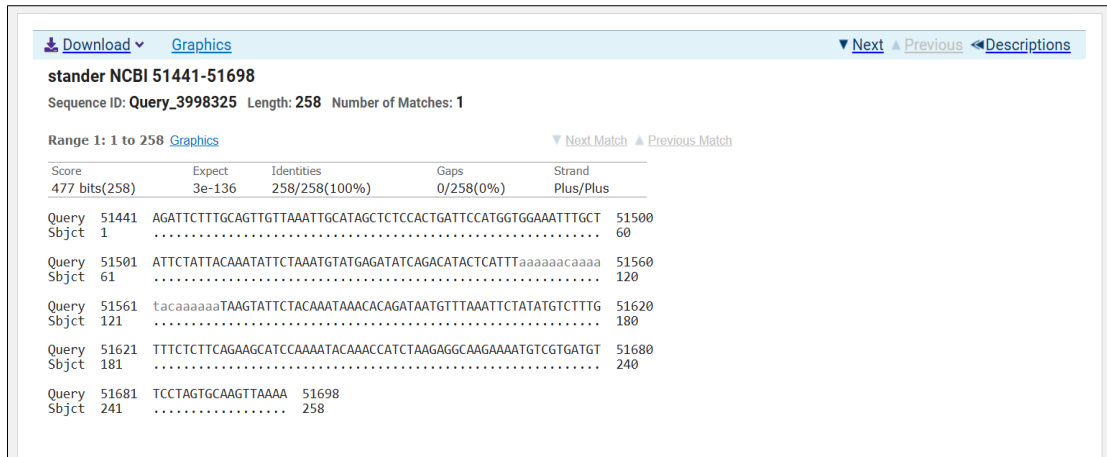 Download Graphics Next Previous Descriptions
stander NCBI 51441-51698
Sequence ID: Query_3998325 Length: 258 Number of Matches: 1
Range 1: 1 to 258 Graphics Next Match Previous Match
Score Expect Identities Gaps Strand
477 bits(258) 3e-136 258/258(100%) 0/258(0%) Plus/Plus
Query 51441 AGATTCTTTGCAGTTGTTAAATTGCATAGCTCTCCACTGATTCCATGGTGGAAATTTGCT 51500
Sbjct 1 ............................................................ 60
Query 51501 ATTCTATTACAAATATTCTAAATGTATGAGATATCAGACATACTCATTTaaaaaacaaaa 51560
Sbjct 61 ............................................................ 120
Query 51561 tacaaaaaaTAAGTATTCTACAAATAAACACAGATAATGTTTAAATTCTATATGTCTTTG 51620
Sbjct 121 ............................................................ 180
Query 51621 TTTCTCTTCAGAAGCATCCAAAATACAAACCATCTAAGAGGCAAGAAAATGTCGTGATGT 51680
Sbjct 181 ............................................................ 240
Query 51681 TCCTAGTGCAAGTTAAAA 51698
Sbjct 241 .................. 258